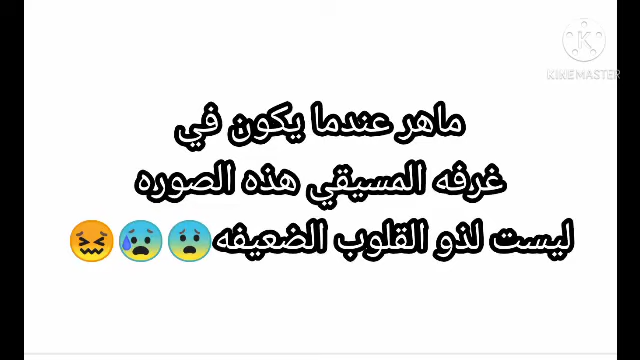 KINEMASTER
ماهر عندما يكون في
غرفه المسيقي هذه الصوره
ليست لذو القلوب الضعيفه😨😰😖